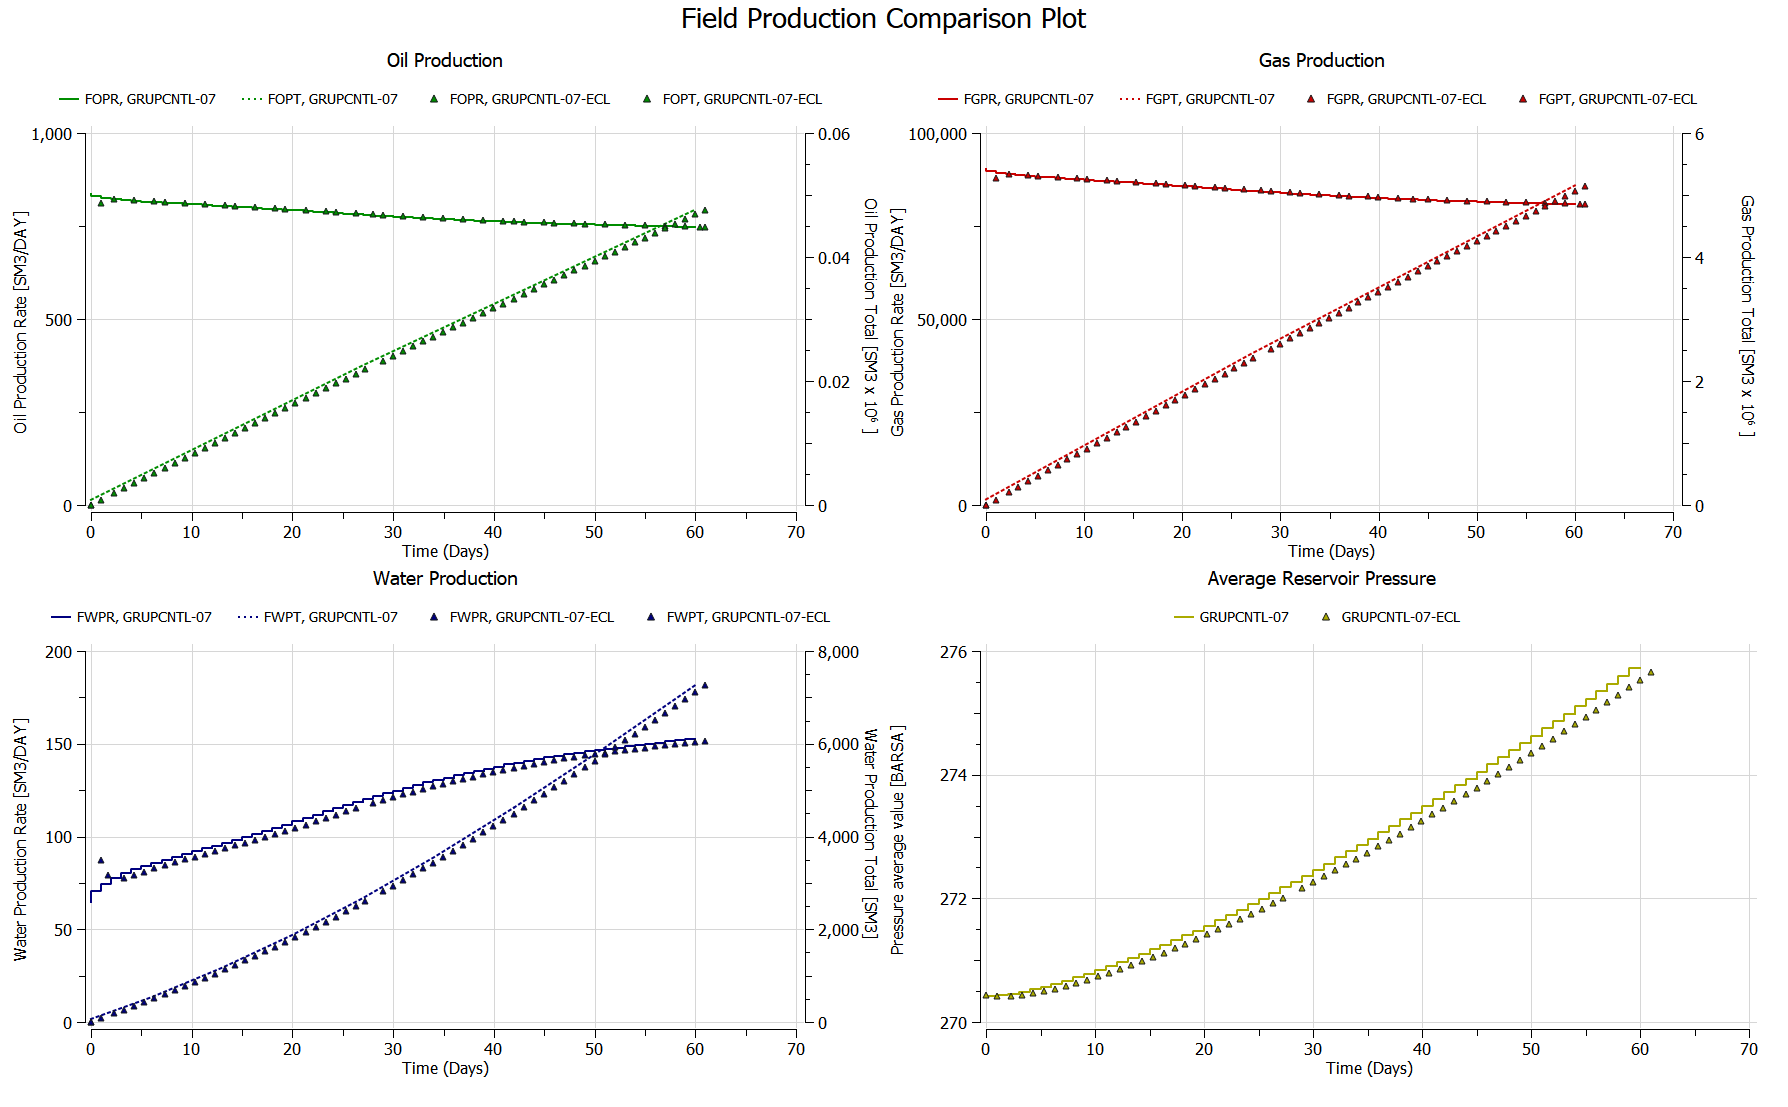 Field Production Comparison Plot
Oil Production
FOPR, GRUPCNTL-07 FOPT, GRUPCNTL-07 FOPR, GRUPCNTL-07-ECL FOPT, GRUPCNTL-07-ECL
1,000
500
0
0.06
0.04
0.02
0
Oil Production Rate [SM3/DAY]
Oil Production Total [SM3 x 10⁶ ]
0 10 20 30 40 50 60 70
Time (Days)
Gas Production
FGPR, GRUPCNTL-07 FGPT, GRUPCNTL-07 FGPR, GRUPCNTL-07-ECL FGPT, GRUPCNTL-07-ECL
100,000
50,000
0
6
4
2
0
Gas Production Rate [SM3/DAY]
Gas Production Total [SM3 x 10⁶ ]
0 10 20 30 40 50 60 70
Time (Days)
Water Production
FWPR, GRUPCNTL-07 FWPT, GRUPCNTL-07 FWPR, GRUPCNTL-07-ECL FWPT, GRUPCNTL-07-ECL
200
150
100
50
0
8,000
6,000
4,000
2,000
0
Water Production Rate [SM3/DAY]
Water Production Total [SM3]
0 10 20 30 40 50 60 70
Time (Days)
Average Reservoir Pressure
GRUPCNTL-07 GRUPCNTL-07-ECL
276
274
272
270
Pressure average value [BARSA]
0 10 20 30 40 50 60 70
Time (Days)